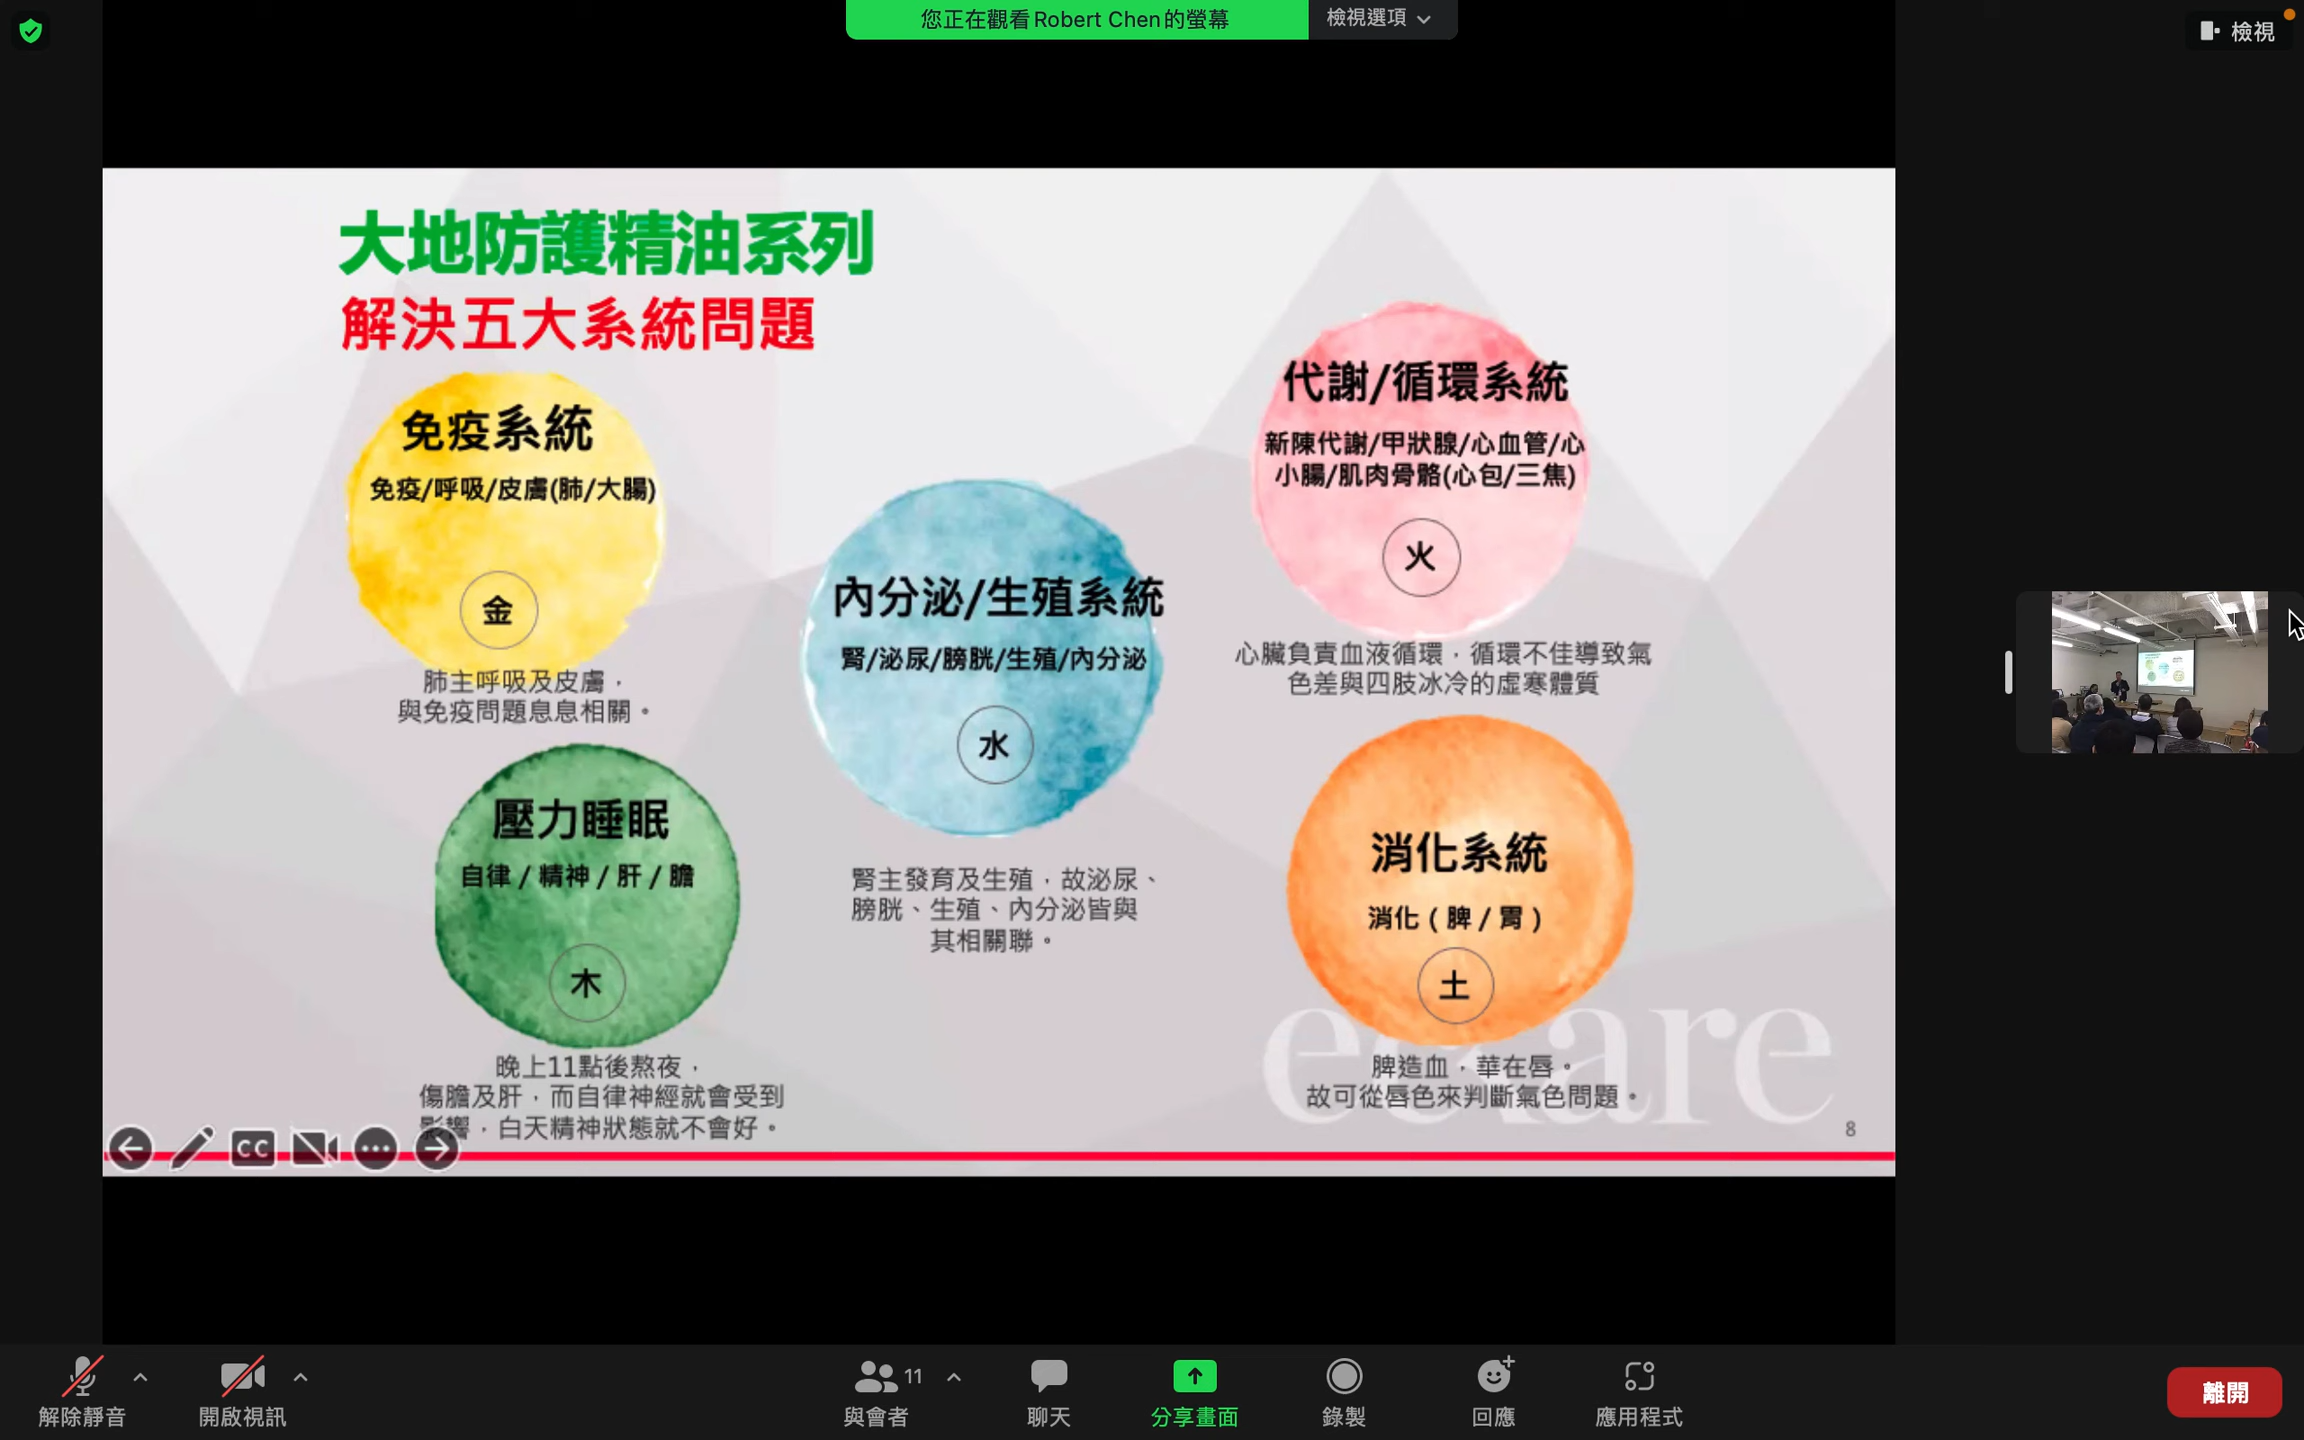 您正在觀看Robert Chen的螢幕
檢視選項
檢視
大地防護精油系列
解決五大系統問題
免疫系統
免疫/呼吸/皮膚(肺/大腸)
金
肺主呼吸及皮膚，
與免疫問題息息相關。
壓力睡眠
自律 / 精神 / 肝 / 膽
木
晚上11點後熬夜，
傷膽及肝，而自律神經就會受到
影響，白天精神狀態就不會好。
內分泌/生殖系統
腎/泌尿/膀胱/生殖/內分泌
水
腎主發育及生殖，故泌尿、
膀胱、生殖、內分泌皆與
其相關聯。
代謝/循環系統
新陳代謝/甲狀腺/心血管/心
小腸/肌肉骨骼(心包/三焦)
火
心臟負責血液循環，循環不佳導致氣
色差與四肢冰冷的虛寒體質
消化系統
消化 ( 脾 / 胃 )
土
脾造血，華在唇。
故可從唇色來判斷氣色問題。
8
CC
解除靜音
開啟視訊
11
與會者
聊天
分享畫面
錄製
回應
應用程式
離開